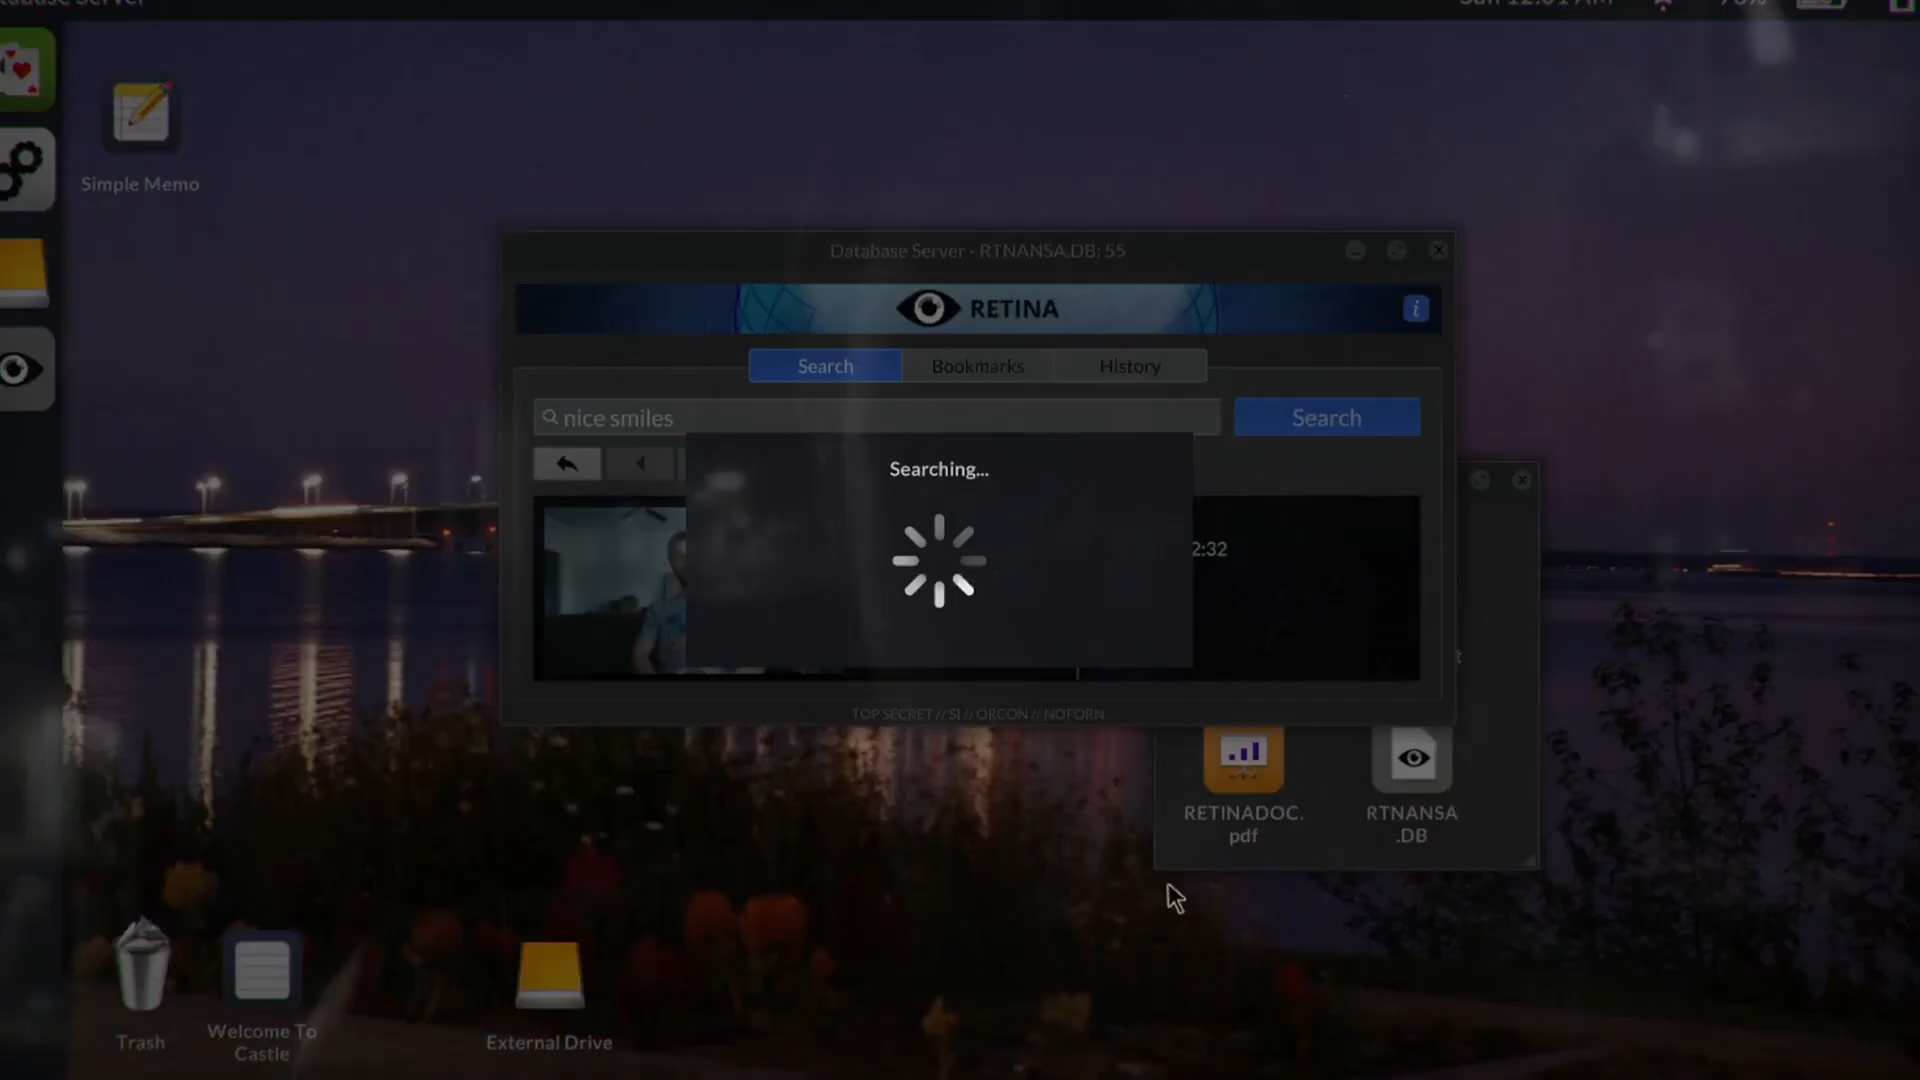 Simple Memo
Database Server - RTNANSA.DB: 55
RETINA
i
Search
Bookmarks
History
nice smiles
Search
Searching...
2:32
TOP SECRET // SI // ORCON // NOFORN
RETINADOC.
pdf
RTNANSA
.DB
Trash
Welcome To
Castle
External Drive